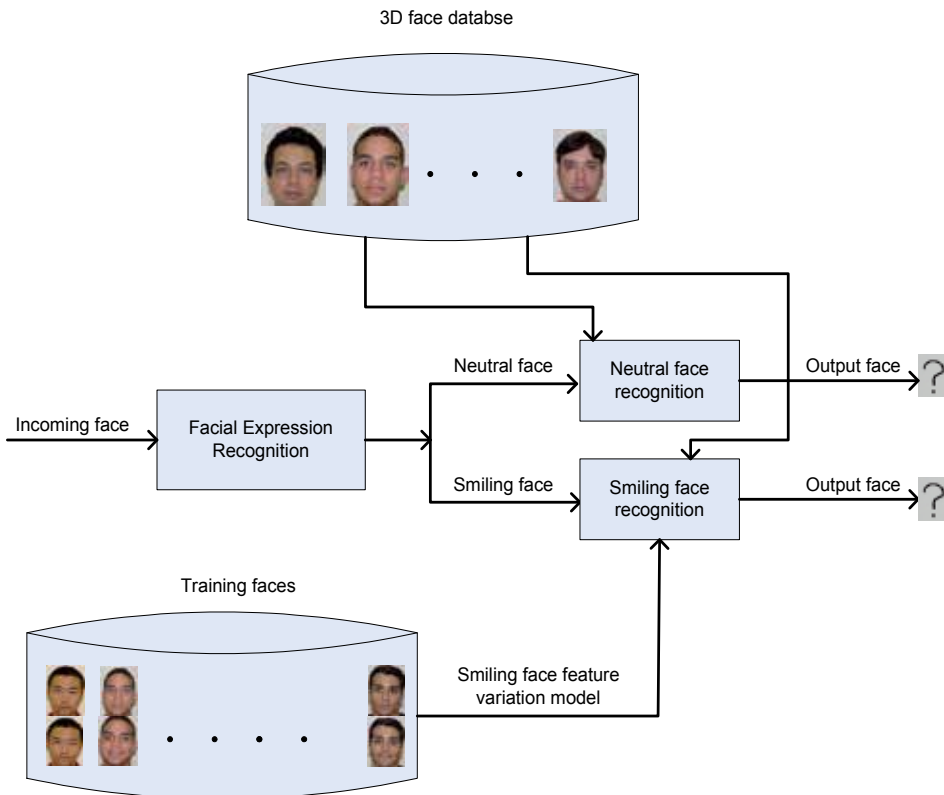 3D face databse
Neutral face
Neutral face
recognition
Output face
?
Incoming face
Facial Expression
Recognition
Smiling face
Smiling face
recognition
Output face
?
Training faces
Smiling face feature
variation model